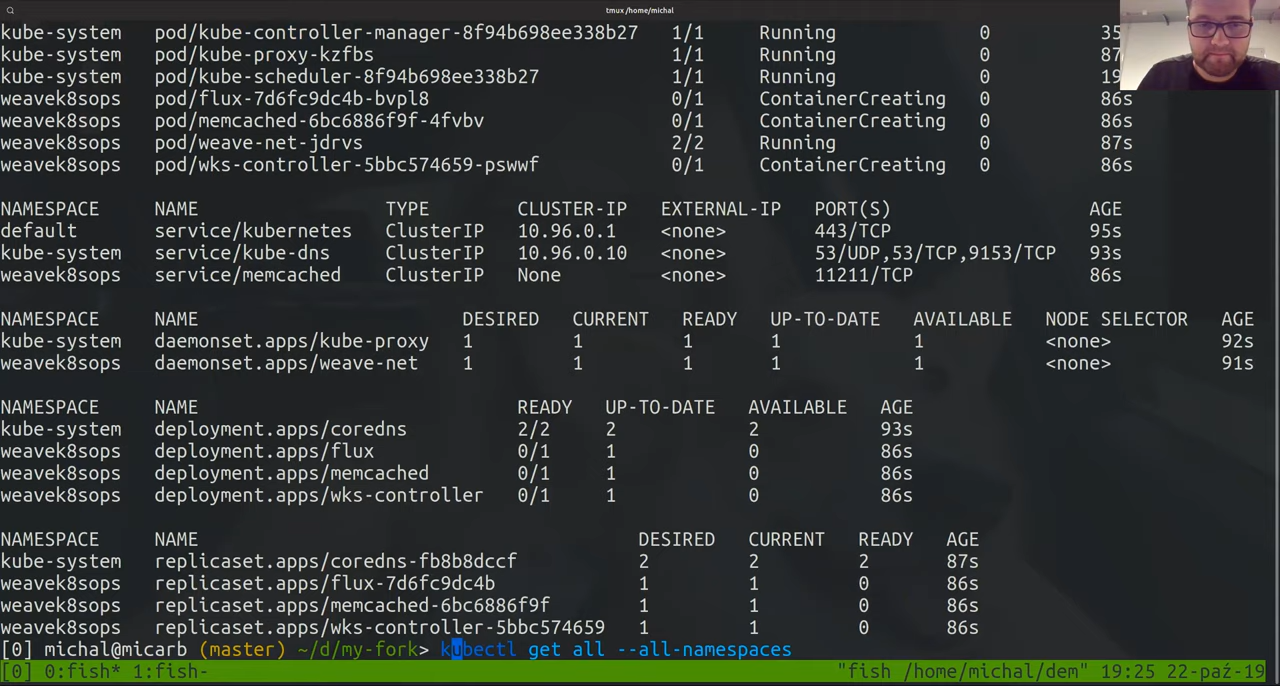 tmux /home/michal
kube-system pod/kube-controller-manager-8f94b698ee338b27 1/1 Running 0 35
kube-system pod/kube-proxy-kzfbs 1/1 Running 0 87
kube-system pod/kube-scheduler-8f94b698ee338b27 1/1 Running 0 19
weavek8sops pod/flux-7d6fc9dc4b-bvpl8 0/1 ContainerCreating 0 86s
weavek8sops pod/memcached-6bc6886f9f-4fvbv 0/1 ContainerCreating 0 86s
weavek8sops pod/weave-net-jdrvs 2/2 Running 0 87s
weavek8sops pod/wks-controller-5bbc574659-pswwf 0/1 ContainerCreating 0 86s
NAMESPACE NAME TYPE CLUSTER-IP EXTERNAL-IP PORT(S) AGE
default service/kubernetes ClusterIP 10.96.0.1 <none> 443/TCP 95s
kube-system service/kube-dns ClusterIP 10.96.0.10 <none> 53/UDP,53/TCP,9153/TCP 93s
weavek8sops service/memcached ClusterIP None <none> 11211/TCP 86s
NAMESPACE NAME DESIRED CURRENT READY UP-TO-DATE AVAILABLE NODE SELECTOR AGE
kube-system daemonset.apps/kube-proxy 1 1 1 1 1 <none> 92s
weavek8sops daemonset.apps/weave-net 1 1 1 1 1 <none> 91s
NAMESPACE NAME READY UP-TO-DATE AVAILABLE AGE
kube-system deployment.apps/coredns 2/2 2 2 93s
weavek8sops deployment.apps/flux 0/1 1 0 86s
weavek8sops deployment.apps/memcached 0/1 1 0 86s
weavek8sops deployment.apps/wks-controller 0/1 1 0 86s
NAMESPACE NAME DESIRED CURRENT READY AGE
kube-system replicaset.apps/coredns-fb8b8dccf 2 2 2 87s
weavek8sops replicaset.apps/flux-7d6fc9dc4b 1 1 0 86s
weavek8sops replicaset.apps/memcached-6bc6886f9f 1 1 0 86s
weavek8sops replicaset.apps/wks-controller-5bbc574659 1 1 0 86s
[0] michal@micarb (master) ~/d/my-fork> kubectl get all --all-namespaces
[0] 0:fish* 1:fish- "fish /home/michal/dem" 19:25 22-paź-19